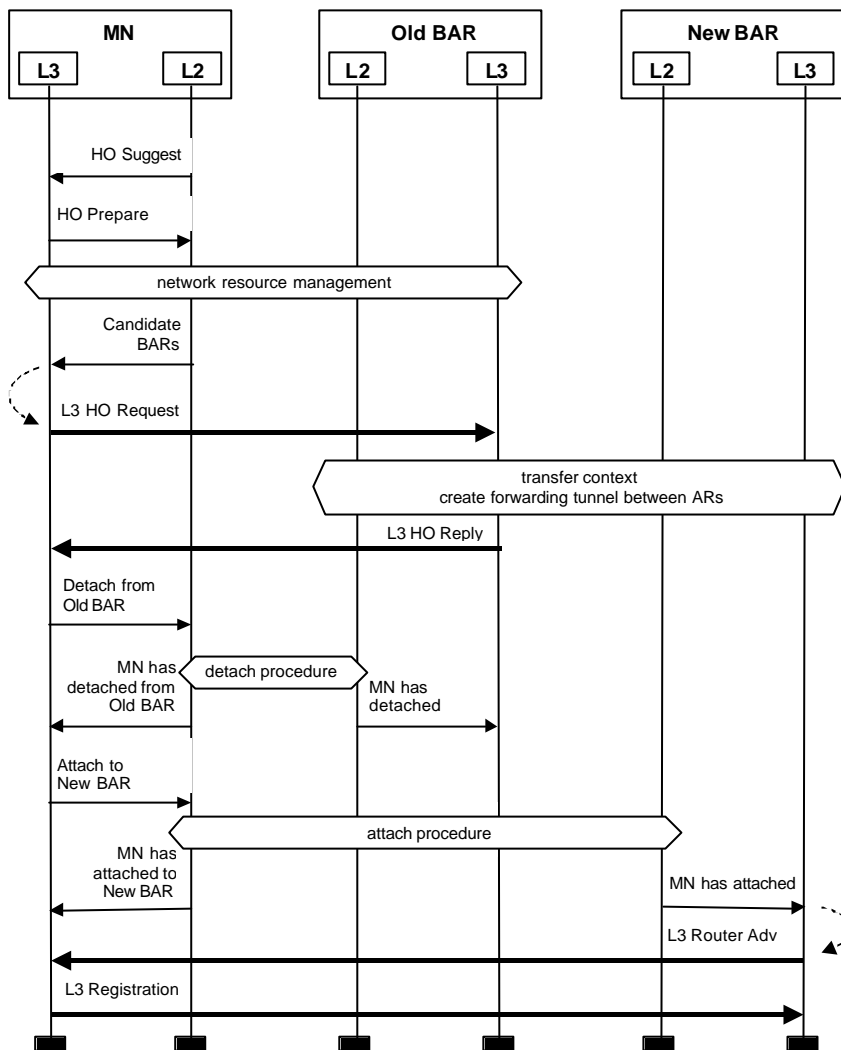 MN
Old BAR
New BAR
L3
L2
L2
L3
L2
L3
HO Suggest
HO Prepare
network resource management
Candidate
BARs
L3 HO Request
transfer context
create forwarding tunnel between ARs
L3 HO Reply
Detach from
Old BAR
detach procedure
MN has
detached from
Old BAR
MN has
detached
Attach to
New BAR
attach procedure
MN has
attached to
New BAR
MN has attached
L3 Router Adv
L3 Registration